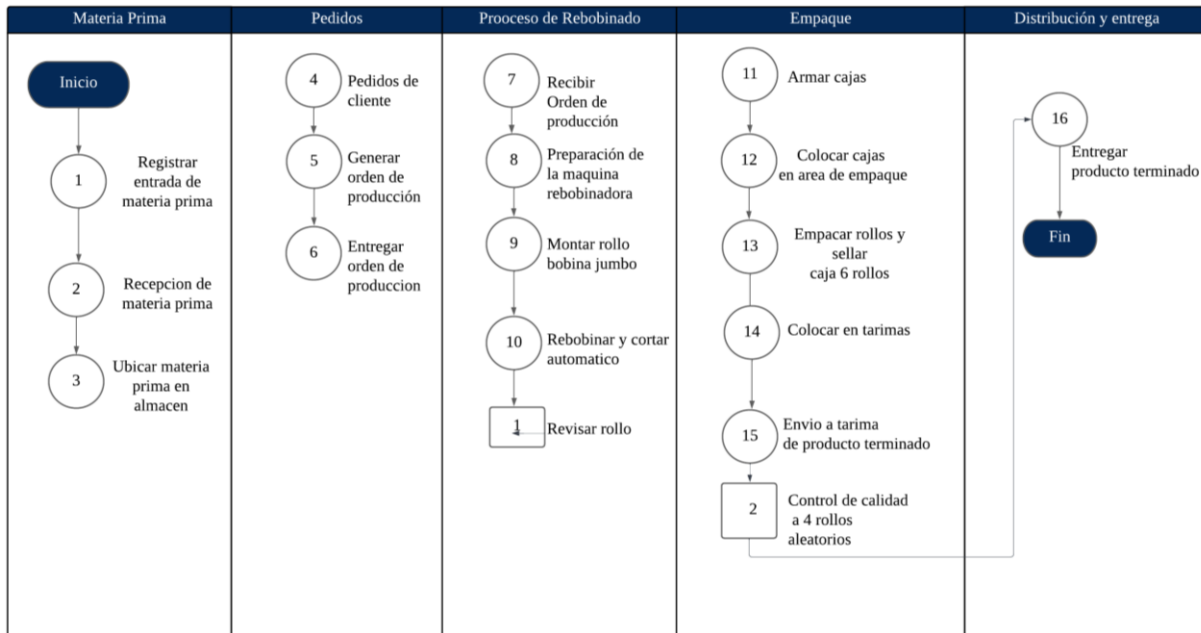 Materia Prima
Inicio
1
Registrar
entrada de
materia prima
2
Recepcion de
materia prima
3
Ubicar materia
prima en
almacen
Pedidos
4
Pedidos de
cliente
5
Generar
orden de
producción
6
Entregar
orden de
produccion
Prooceso de Rebobinado
7
Recibir
Orden de
producción
8
Preparación de
la maquina
rebobinadora
9
Montar rollo
bobina jumbo
10
Rebobinar y cortar
automatico
1
Revisar rollo
Empaque
11
Armar cajas
12
Colocar cajas
en area de empaque
13
Empacar rollos y
sellar
caja 6 rollos
14
Colocar en tarimas
15
Envio a tarima
de producto terminado
2
Control de calidad
a 4 rollos
aleatorios
Distribución y entrega
16
Entregar
producto terminado
Fin